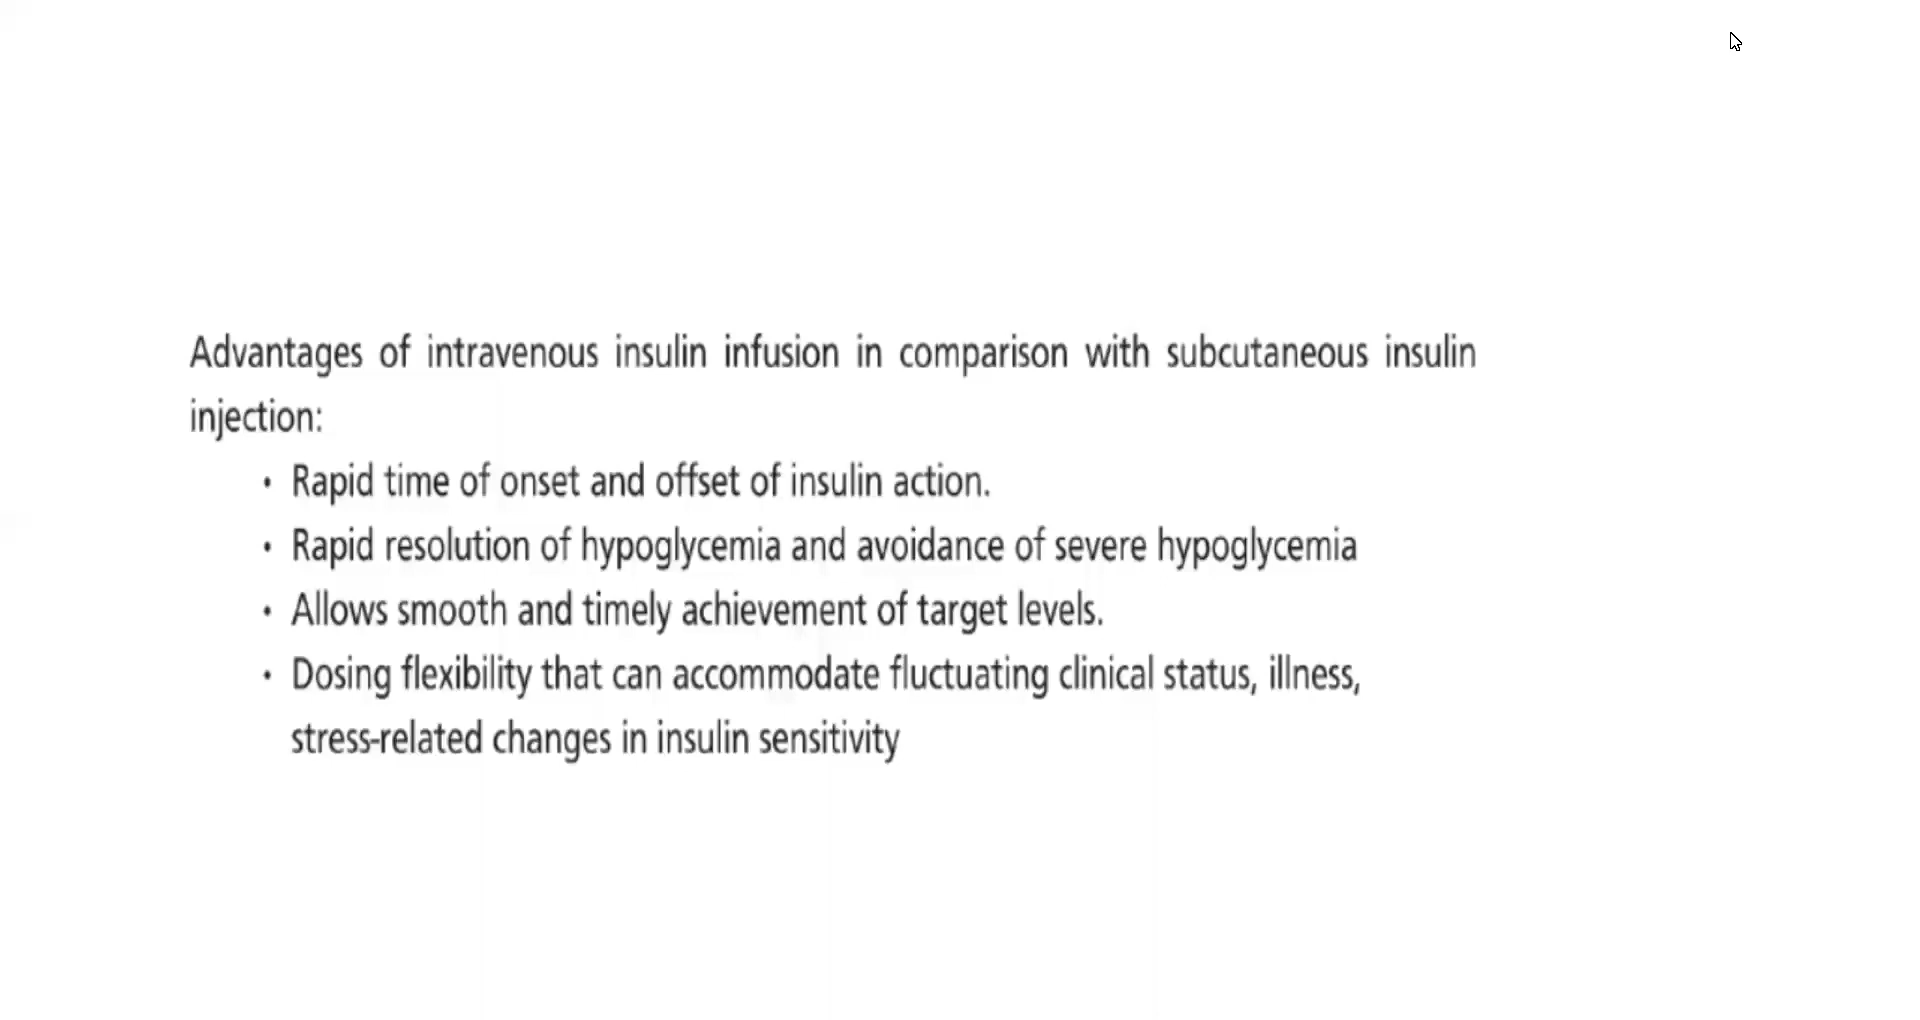 Advantages of intravenous insulin infusion in comparison with subcutaneous insulin
injection:
• Rapid time of onset and offset of insulin action.
• Rapid resolution of hypoglycemia and avoidance of severe hypoglycemia
• Allows smooth and timely achievement of target levels.
• Dosing flexibility that can accommodate fluctuating clinical status, illness,
stress-related changes in insulin sensitivity